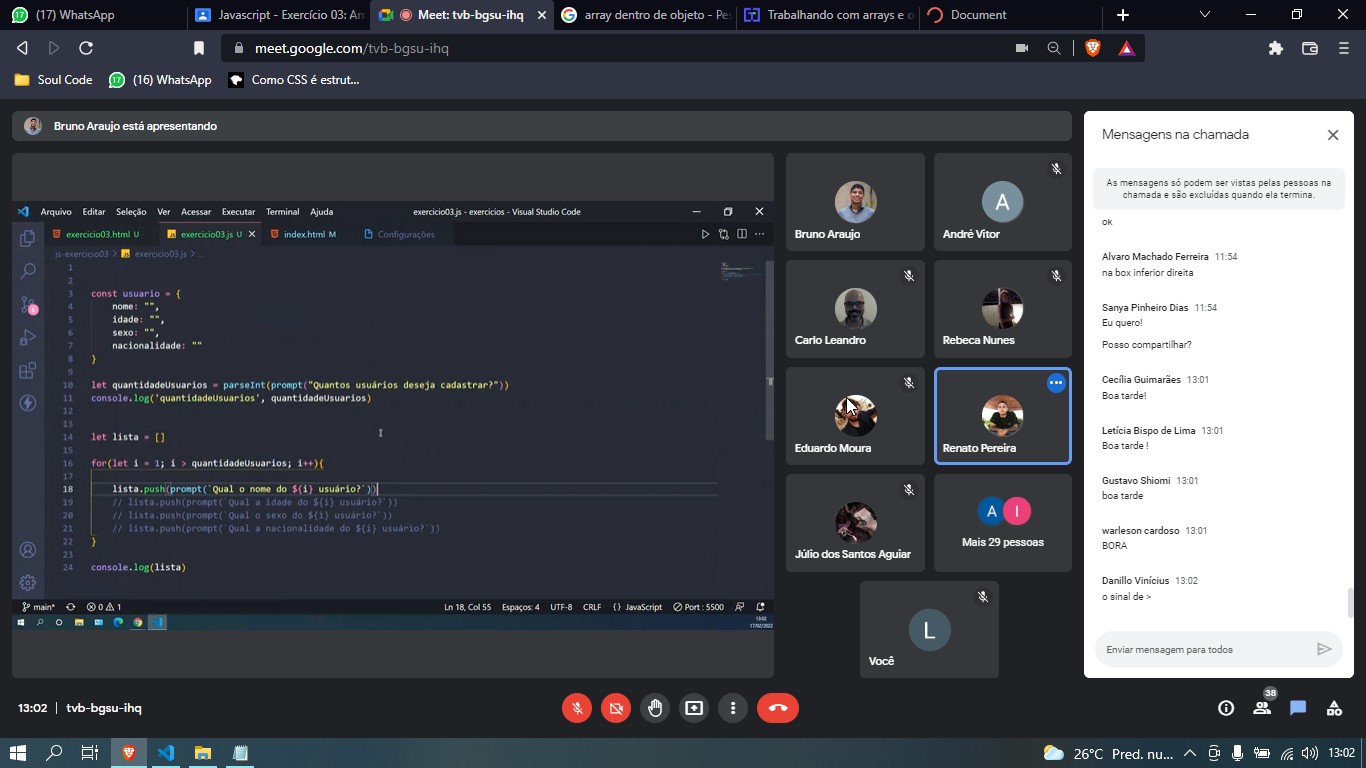 (17) WhatsApp
Javascript - Exercício 03: Ar
Meet: tvb-bgsu-ihq
array dentro de objeto - Pe
Trabalhando com arrays e o
Document
meet.google.com/tvb-bgsu-ihq
Soul Code
(16) WhatsApp
Como CSS é estrut...
Bruno Araujo está apresentando
Arquivo Editar Seleção Ver Acessar Executar Terminal Ajuda
exercicio03.js - exercicios - Visual Studio Code
exercicio03.html U
exercicio03.js U
index.html M
Configurações
js-exercicio03 > exercicio03.js > ...
1
2
3 const usuario = {
4 nome: "",
5 idade: "",
6 sexo: "",
7 nacionalidade: ""
8 }
9
10 let quantidadeUsuarios = parseInt(prompt("Quantos usuários deseja cadastrar?"))
11 console.log('quantidadeUsuarios', quantidadeUsuarios)
12
13
14 let lista = []
15
16 for(let i = 1; i > quantidadeUsuarios; i++){
17
18 lista.push(prompt(`Qual o nome do ${i} usuário?`))
19 // lista.push(prompt(`Qual a idade do ${i} usuário?`))
20 // lista.push(prompt(`Qual o sexo do ${i} usuário?`))
21 // lista.push(prompt(`Qual a nacionalidade do ${i} usuário?`))
22 }
23
24 console.log(lista)
main*
0
1
Ln 18, Col 55
Espaços: 4
UTF-8
CRLF
{} JavaScript
Port : 5500
13:02
17/02/2022
Bruno Araujo
A
André Vitor
Carlo Leandro
Rebeca Nunes
Eduardo Moura
Renato Pereira
Júlio dos Santos Aguiar
A
I
Mais 29 pessoas
L
Você
Mensagens na chamada
As mensagens só podem ser vistas pelas pessoas na
chamada e são excluídas quando ela termina.
ok
Alvaro Machado Ferreira 11:54
na box inferior direita
Sanya Pinheiro Dias 11:54
Eu quero!
Posso compartilhar?
Cecília Guimarães 13:01
Boa tarde!
Letícia Bispo de Lima 13:01
Boa tarde !
Gustavo Shiomi 13:01
boa tarde
warleson cardoso 13:01
BORA
Danillo Vinícius 13:02
o sinal de >
Enviar mensagem para todos
13:02 | tvb-bgsu-ihq
38
26°C Pred. nu...
13:02